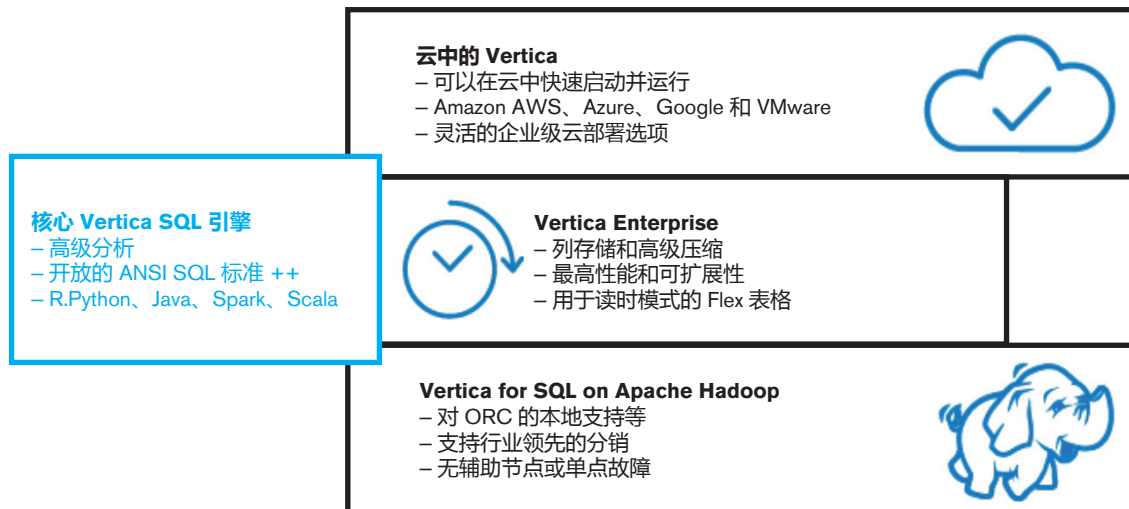 云中的 Vertica
– 可以在云中快速启动并运行
– Amazon AWS、Azure、Google 和 VMware
– 灵活的企业级云部署选项
核心 Vertica SQL 引擎
– 高级分析
– 开放的 ANSI SQL 标准 ++
– R.Python、Java、Spark、Scala
Vertica Enterprise
– 列存储和高级压缩
– 最高性能和可扩展性
– 用于读时模式的 Flex 表格
Vertica for SQL on Apache Hadoop
– 对 ORC 的本地支持等
– 支持行业领先的分销
– 无辅助节点或单点故障